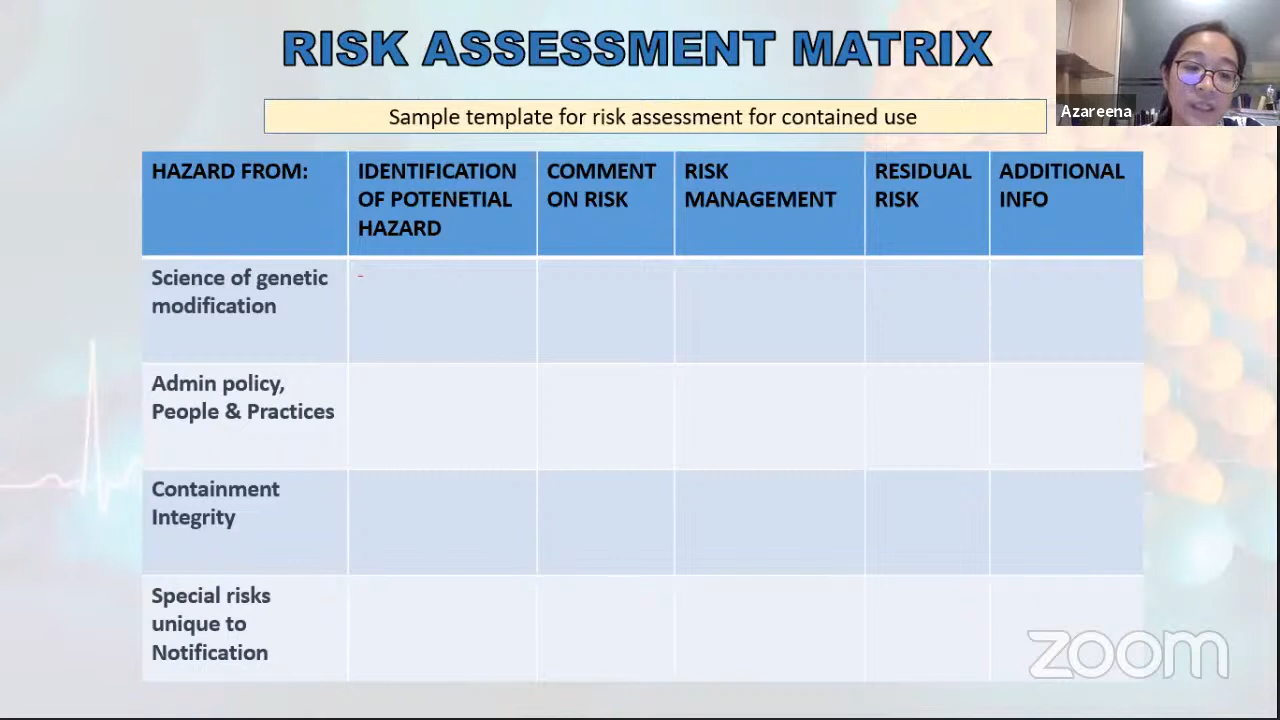 RISK ASSESSMENT MATRIX
Azareena
Sample template for risk assessment for contained use
HAZARD FROM:
IDENTIFICATION
OF POTENETIAL
HAZARD
COMMENT
ON RISK
RISK
MANAGEMENT
RESIDUAL
RISK
ADDITIONAL
INFO
Science of genetic
modification
-
Admin policy,
People & Practices
Containment
Integrity
Special risks
unique to
Notification
zoom